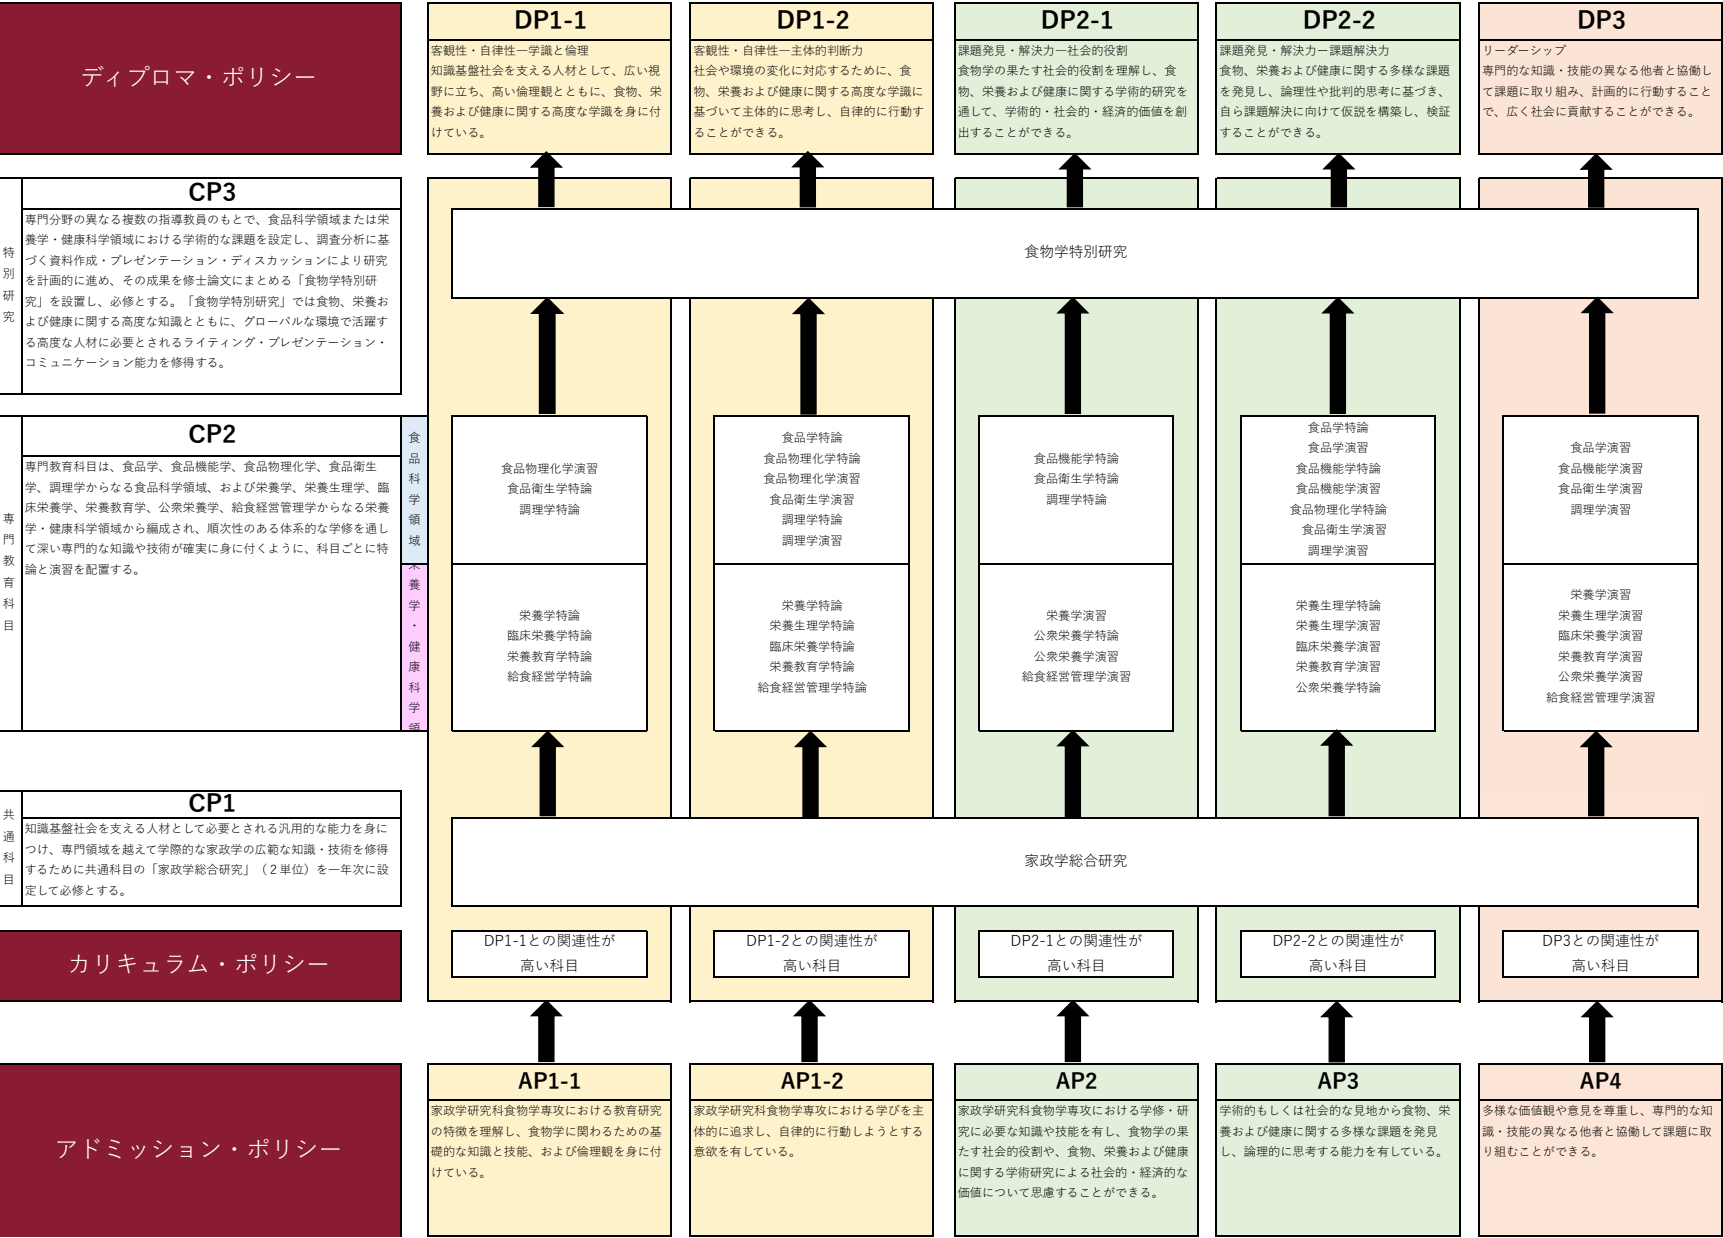 ディプロマ・ポリシー
DP1-1
客観性・自律性―学識と倫理
知識基盤社会を支える人材として、広い視
野に立ち、高い倫理観とともに、食物、栄
養および健康に関する高度な学識を身に付
けている。
DP1-2
客観性・自律性―主体的判断力
社会や環境の変化に対応するために、食
物、栄養および健康に関する高度な学識に
基づいて主体的に思考し、自律的に行動す
ることができる。
DP2-1
課題発見・解決力―社会的役割
食物学の果たす社会的役割を理解し、食
物、栄養および健康に関する学術的研究を
通して、学術的・社会的・経済的価値を創
出することができる。
DP2-2
課題発見・解決力―課題解決力
食物、栄養および健康に関する多様な課題
を発見し、論理性や批判的思考に基づき、
自ら課題解決に向けて仮説を構築し、検証
することができる。
DP3
リーダーシップ
専門的な知識・技能の異なる他者と協働し
て課題に取り組み、計画的に行動すること
で、広く社会に貢献することができる。
特別研究
CP3
専門分野の異なる複数の指導教員のもとで、食品科学領域または栄
養学・健康科学領域における学術的な課題を設定し、調査分析に基
づく資料作成・プレゼンテーション・ディスカッションにより研究
を計画的に進め、その成果を修士論文にまとめる「食物学特別研
究」を設置し、必修とする。「食物学特別研究」では食物、栄養お
よび健康に関する高度な知識とともに、グローバルな環境で活躍す
る高度な人材に必要とされるライティング・プレゼンテーション・
コミュニケーション能力を修得する。
食物学特別研究
専門教育科目
CP2
専門教育科目は、食品学、食品機能学、食品物理化学、食品衛生
学、調理学からなる食品科学領域、および栄養学、栄養生理学、臨
床栄養学、栄養教育学、公衆栄養学、給食経営管理学からなる栄養
学・健康科学領域から編成され、順次性のある体系的な学修を通し
て深い専門的な知識や技術が確実に身に付くように、科目ごとに特
論と演習を配置する。
食品科学領域
食品物理化学演習
食品衛生学特論
調理学特論
食品学特論
食品物理化学特論
食品物理化学演習
食品衛生学演習
調理学特論
調理学演習
食品機能学特論
食品衛生学特論
調理学特論
食品学特論
食品学演習
食品機能学特論
食品機能学演習
食品物理化学特論
食品衛生学演習
調理学演習
食品学演習
食品機能学演習
食品衛生学演習
調理学演習
栄養学・健康科学領
栄養学特論
臨床栄養学特論
栄養教育学特論
給食経営学特論
栄養学特論
栄養生理学特論
臨床栄養学特論
栄養教育学特論
給食経営管理学特論
栄養学演習
公衆栄養学特論
公衆栄養学演習
給食経営管理学演習
栄養生理学特論
栄養生理学演習
臨床栄養学演習
栄養教育学演習
公衆栄養学特論
栄養学演習
栄養生理学演習
臨床栄養学演習
栄養教育学演習
公衆栄養学演習
給食経営管理学演習
共通科目
CP1
知識基盤社会を支える人材として必要とされる汎用的な能力を身に
つけ、専門領域を越えて学際的な家政学の広範な知識・技術を修得
するために共通科目の「家政学総合研究」（２単位）を一年次に設
定して必修とする。
家政学総合研究
カリキュラム・ポリシー
DP1-1との関連性が
高い科目
DP1-2との関連性が
高い科目
DP2-1との関連性が
高い科目
DP2-2との関連性が
高い科目
DP3との関連性が
高い科目
アドミッション・ポリシー
AP1-1
家政学研究科食物学専攻における教育研究
の特徴を理解し、食物学に関わるための基
礎的な知識と技能、および倫理観を身に付
けている。
AP1-2
家政学研究科食物学専攻における学びを主
体的に追求し、自律的に行動しようとする
意欲を有している。
AP2
家政学研究科食物学専攻における学修・研
究に必要な知識や技能を有し、食物学の果
たす社会的役割や、食物、栄養および健康
に関する学術研究による社会的・経済的な
価値について思慮することができる。
AP3
学術的もしくは社会的な見地から食物、栄
養および健康に関する多様な課題を発見
し、論理的に思考する能力を有している。
AP4
多様な価値観や意見を尊重し、専門的な知
識・技能の異なる他者と協働して課題に取
り組むことができる。